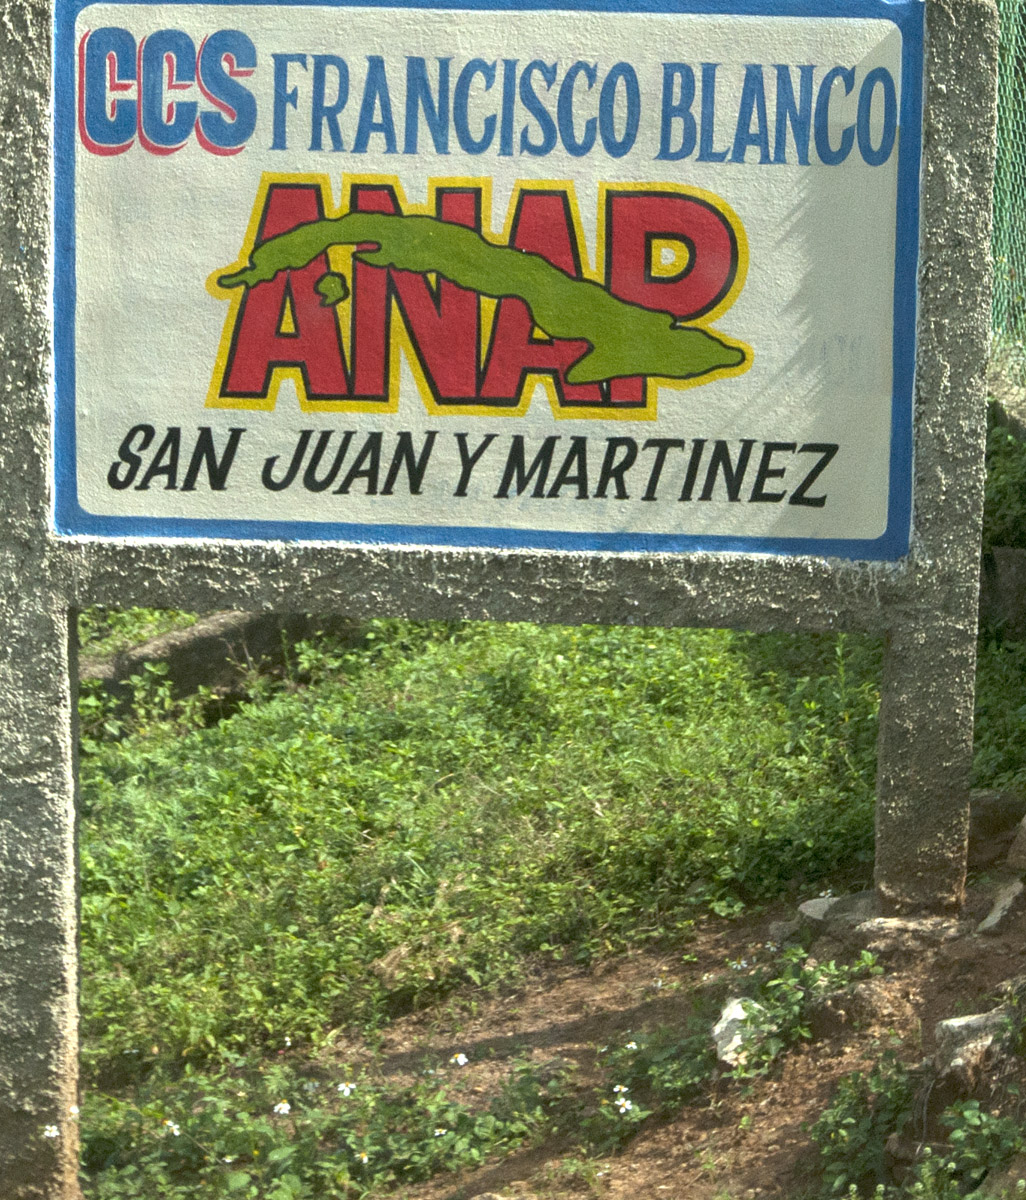 CCS FRANCISCO BLANCO
ANAP
SAN JUAN Y MARTINEZ